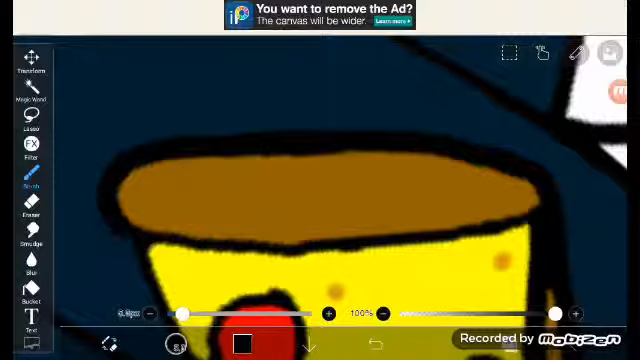 You want to remove the Ad?
The canvas will be wider.
Learn more
Transform
Magic Wand
Lasso
FX
Filter
Brush
Eraser
Smudge
Blur
Bucket
T
Text
100%
Recorded by MOBIZEN